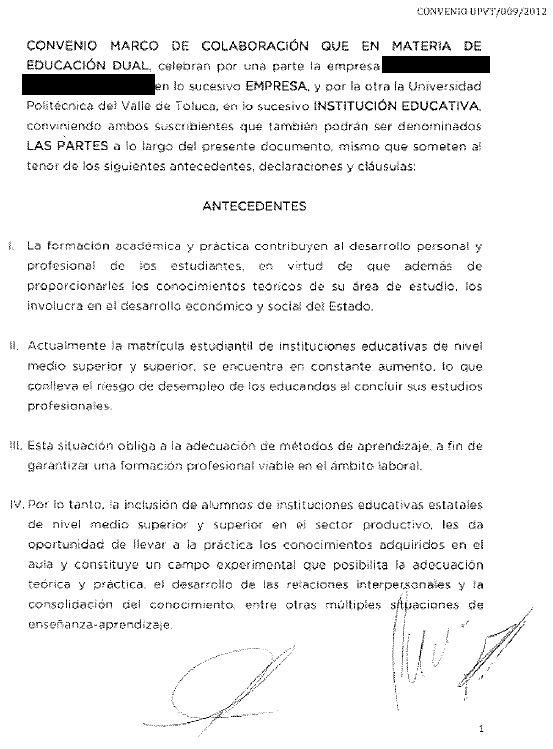 CONVENIO UPVT/009/2012
CONVENIO MARCO DE COLABORACIÓN QUE EN MATERIA DE
EDUCACIÓN DUAL, celebran por una parte la empresa
en lo sucesivo EMPRESA, y por la otra la Universidad
Politécnica del Valle de Toluca, en lo sucesivo INSTITUCIÓN EDUCATIVA,
conviniendo ambos suscribientes que también podrán ser denominados
LAS PARTES a lo largo del presente documento, mismo que someten al
tenor de los siguientes antecedentes, declaraciones y cláusulas:
ANTECEDENTES
I. La formación académica y práctica contribuyen al desarrollo personal y
profesional de los estudiantes, en virtud de que además de
proporcionarles los conocimientos teóricos de su área de estudio, los
involucra en el desarrollo económico y social del Estado.
II. Actualmente la matrícula estudiantil de instituciones educativas de nivel
medio superior y superior, se encuentra en constante aumento, lo que
conlleva el riesgo de desempleo de los educandos al concluir sus estudios
profesionales.
III. Esta situación obliga a la adecuación de métodos de aprendizaje, a fin de
garantizar una formación profesional viable en el ámbito laboral.
IV. Por lo tanto, la inclusión de alumnos de instituciones educativas estatales
de nivel medio superior y superior en el sector productivo, les da
oportunidad de llevar a la práctica los conocimientos adquiridos en el
aula y constituye un campo experimental que posibilita la adecuación
teórica y práctica, el desarrollo de las relaciones interpersonales y la
consolidación del conocimiento, entre otras múltiples situaciones de
enseñanza-aprendizaje.
1